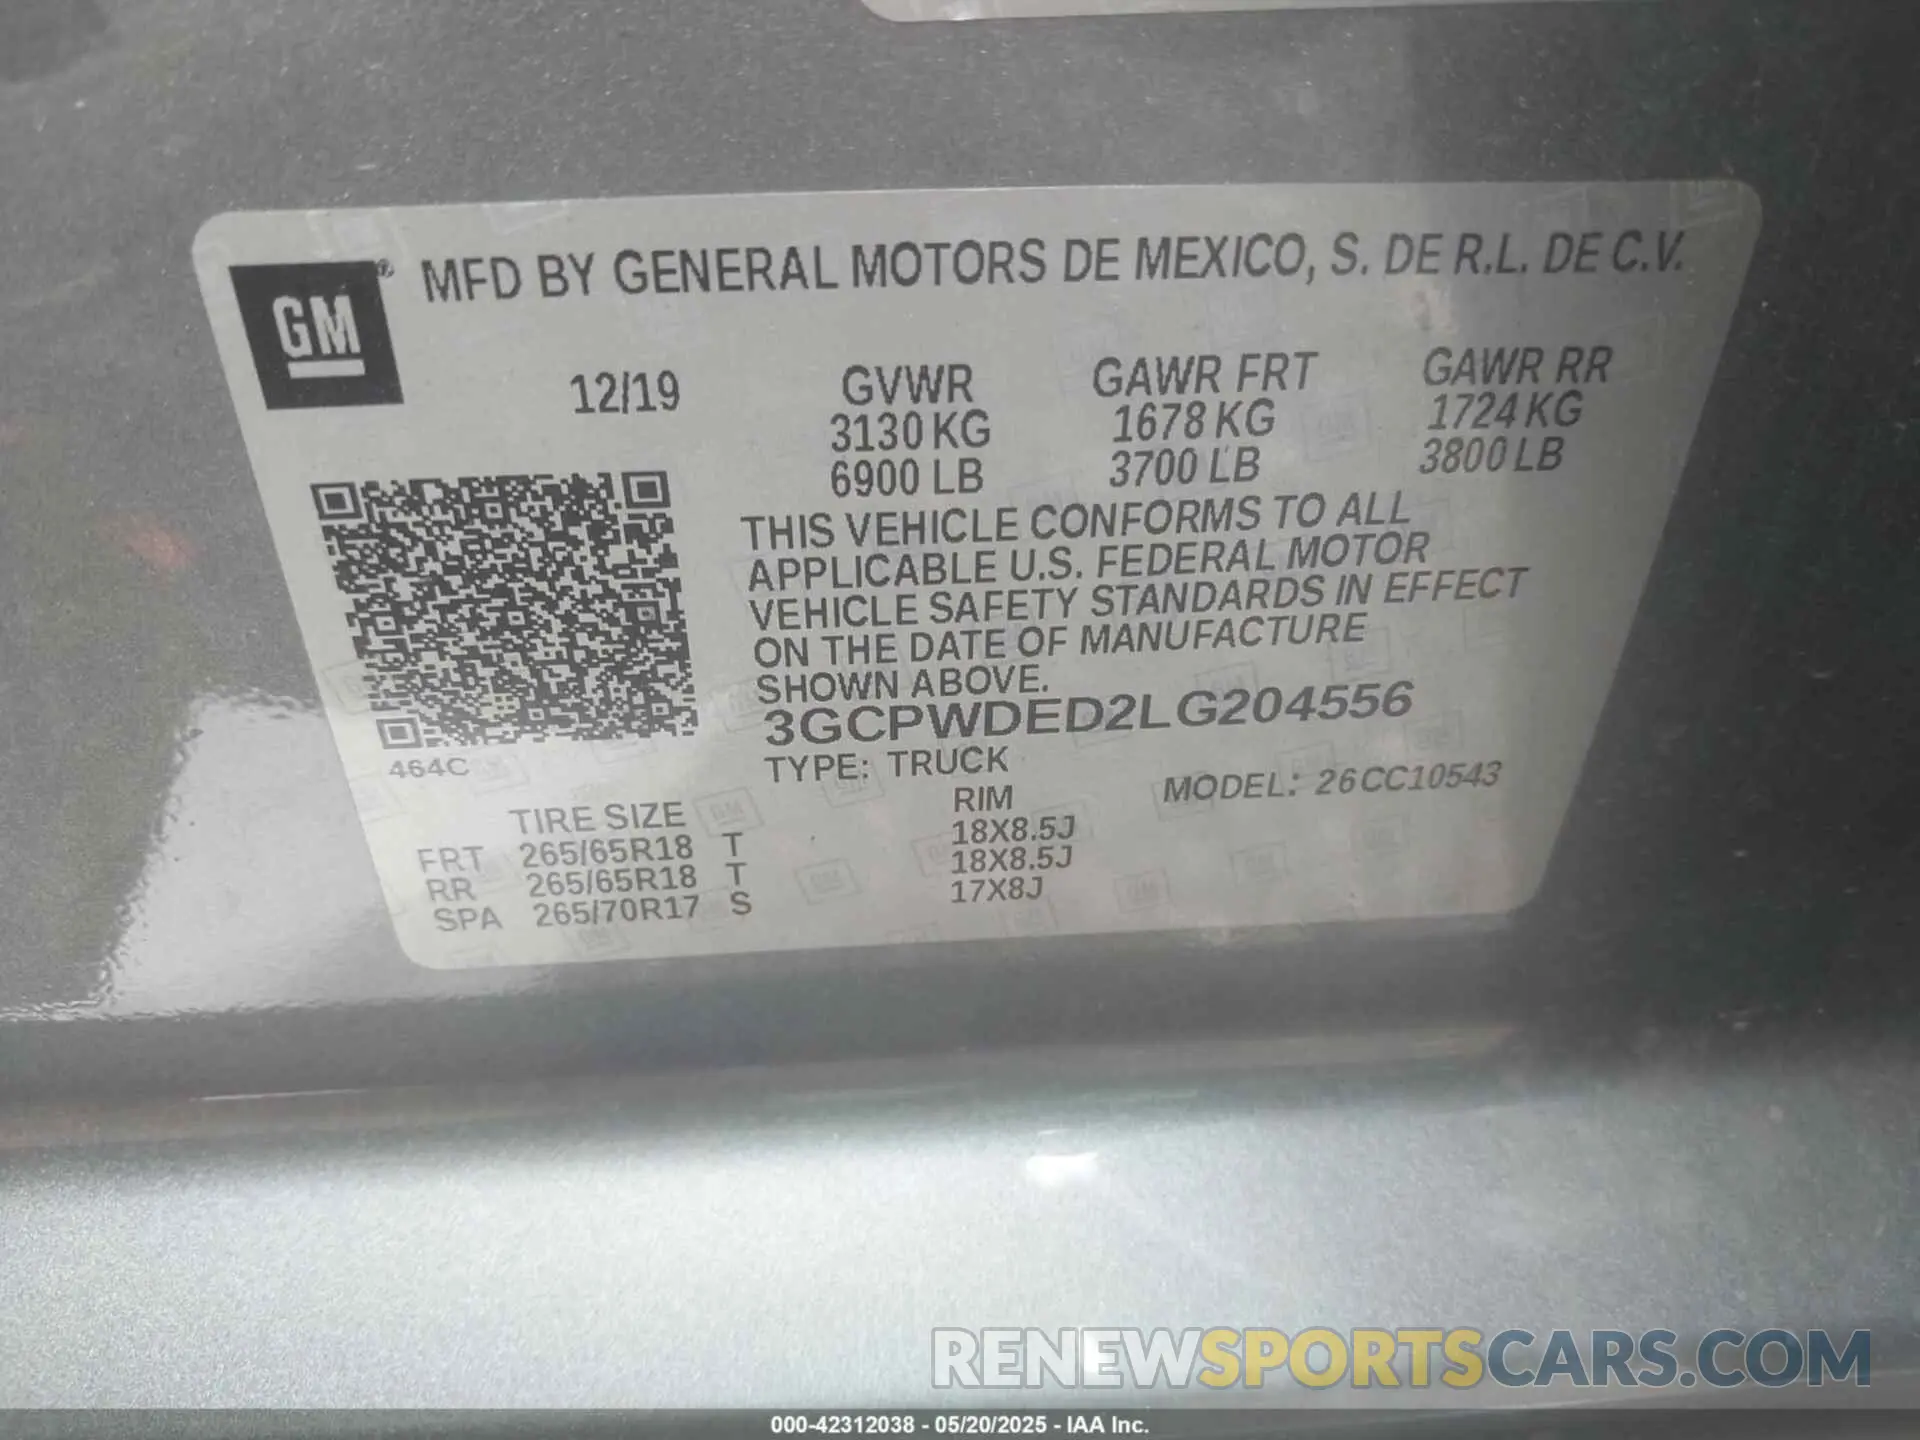 GM ® MFD BY GENERAL MOTORS DE MEXICO, S. DE R.L. DE C.V.
12/19 GVWR GAWR FRT GAWR RR
3130 KG 1678 KG 1724 KG
6900 LB 3700 LB 3800 LB
THIS VEHICLE CONFORMS TO ALL
APPLICABLE U.S. FEDERAL MOTOR
VEHICLE SAFETY STANDARDS IN EFFECT
ON THE DATE OF MANUFACTURE
SHOWN ABOVE.
3GCPWDED2LG204556
464C
TYPE: TRUCK MODEL: 26CC10543
TIRE SIZE RIM
FRT 265/65R18 T 18X8.5J
RR 265/65R18 T 18X8.5J
SPA 265/70R17 S 17X8J
RENEWSPORTSCARS.COM
000-42312038 - 05/20/2025 - IAA Inc.